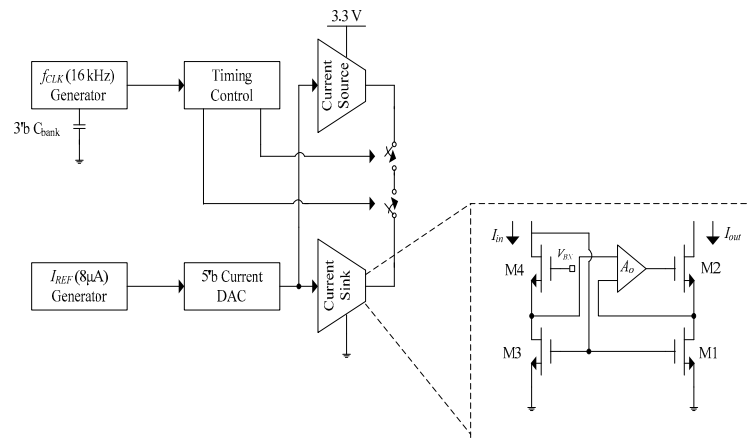 3.3 V
fCLK (16 kHz)
Generator
Timing
Control
Current
Source
3'b Cbank
IREF (8μA)
Generator
5'b Current
DAC
Current
Sink
Iin
Iout
M4
VBN
Ao
M2
M3
M1